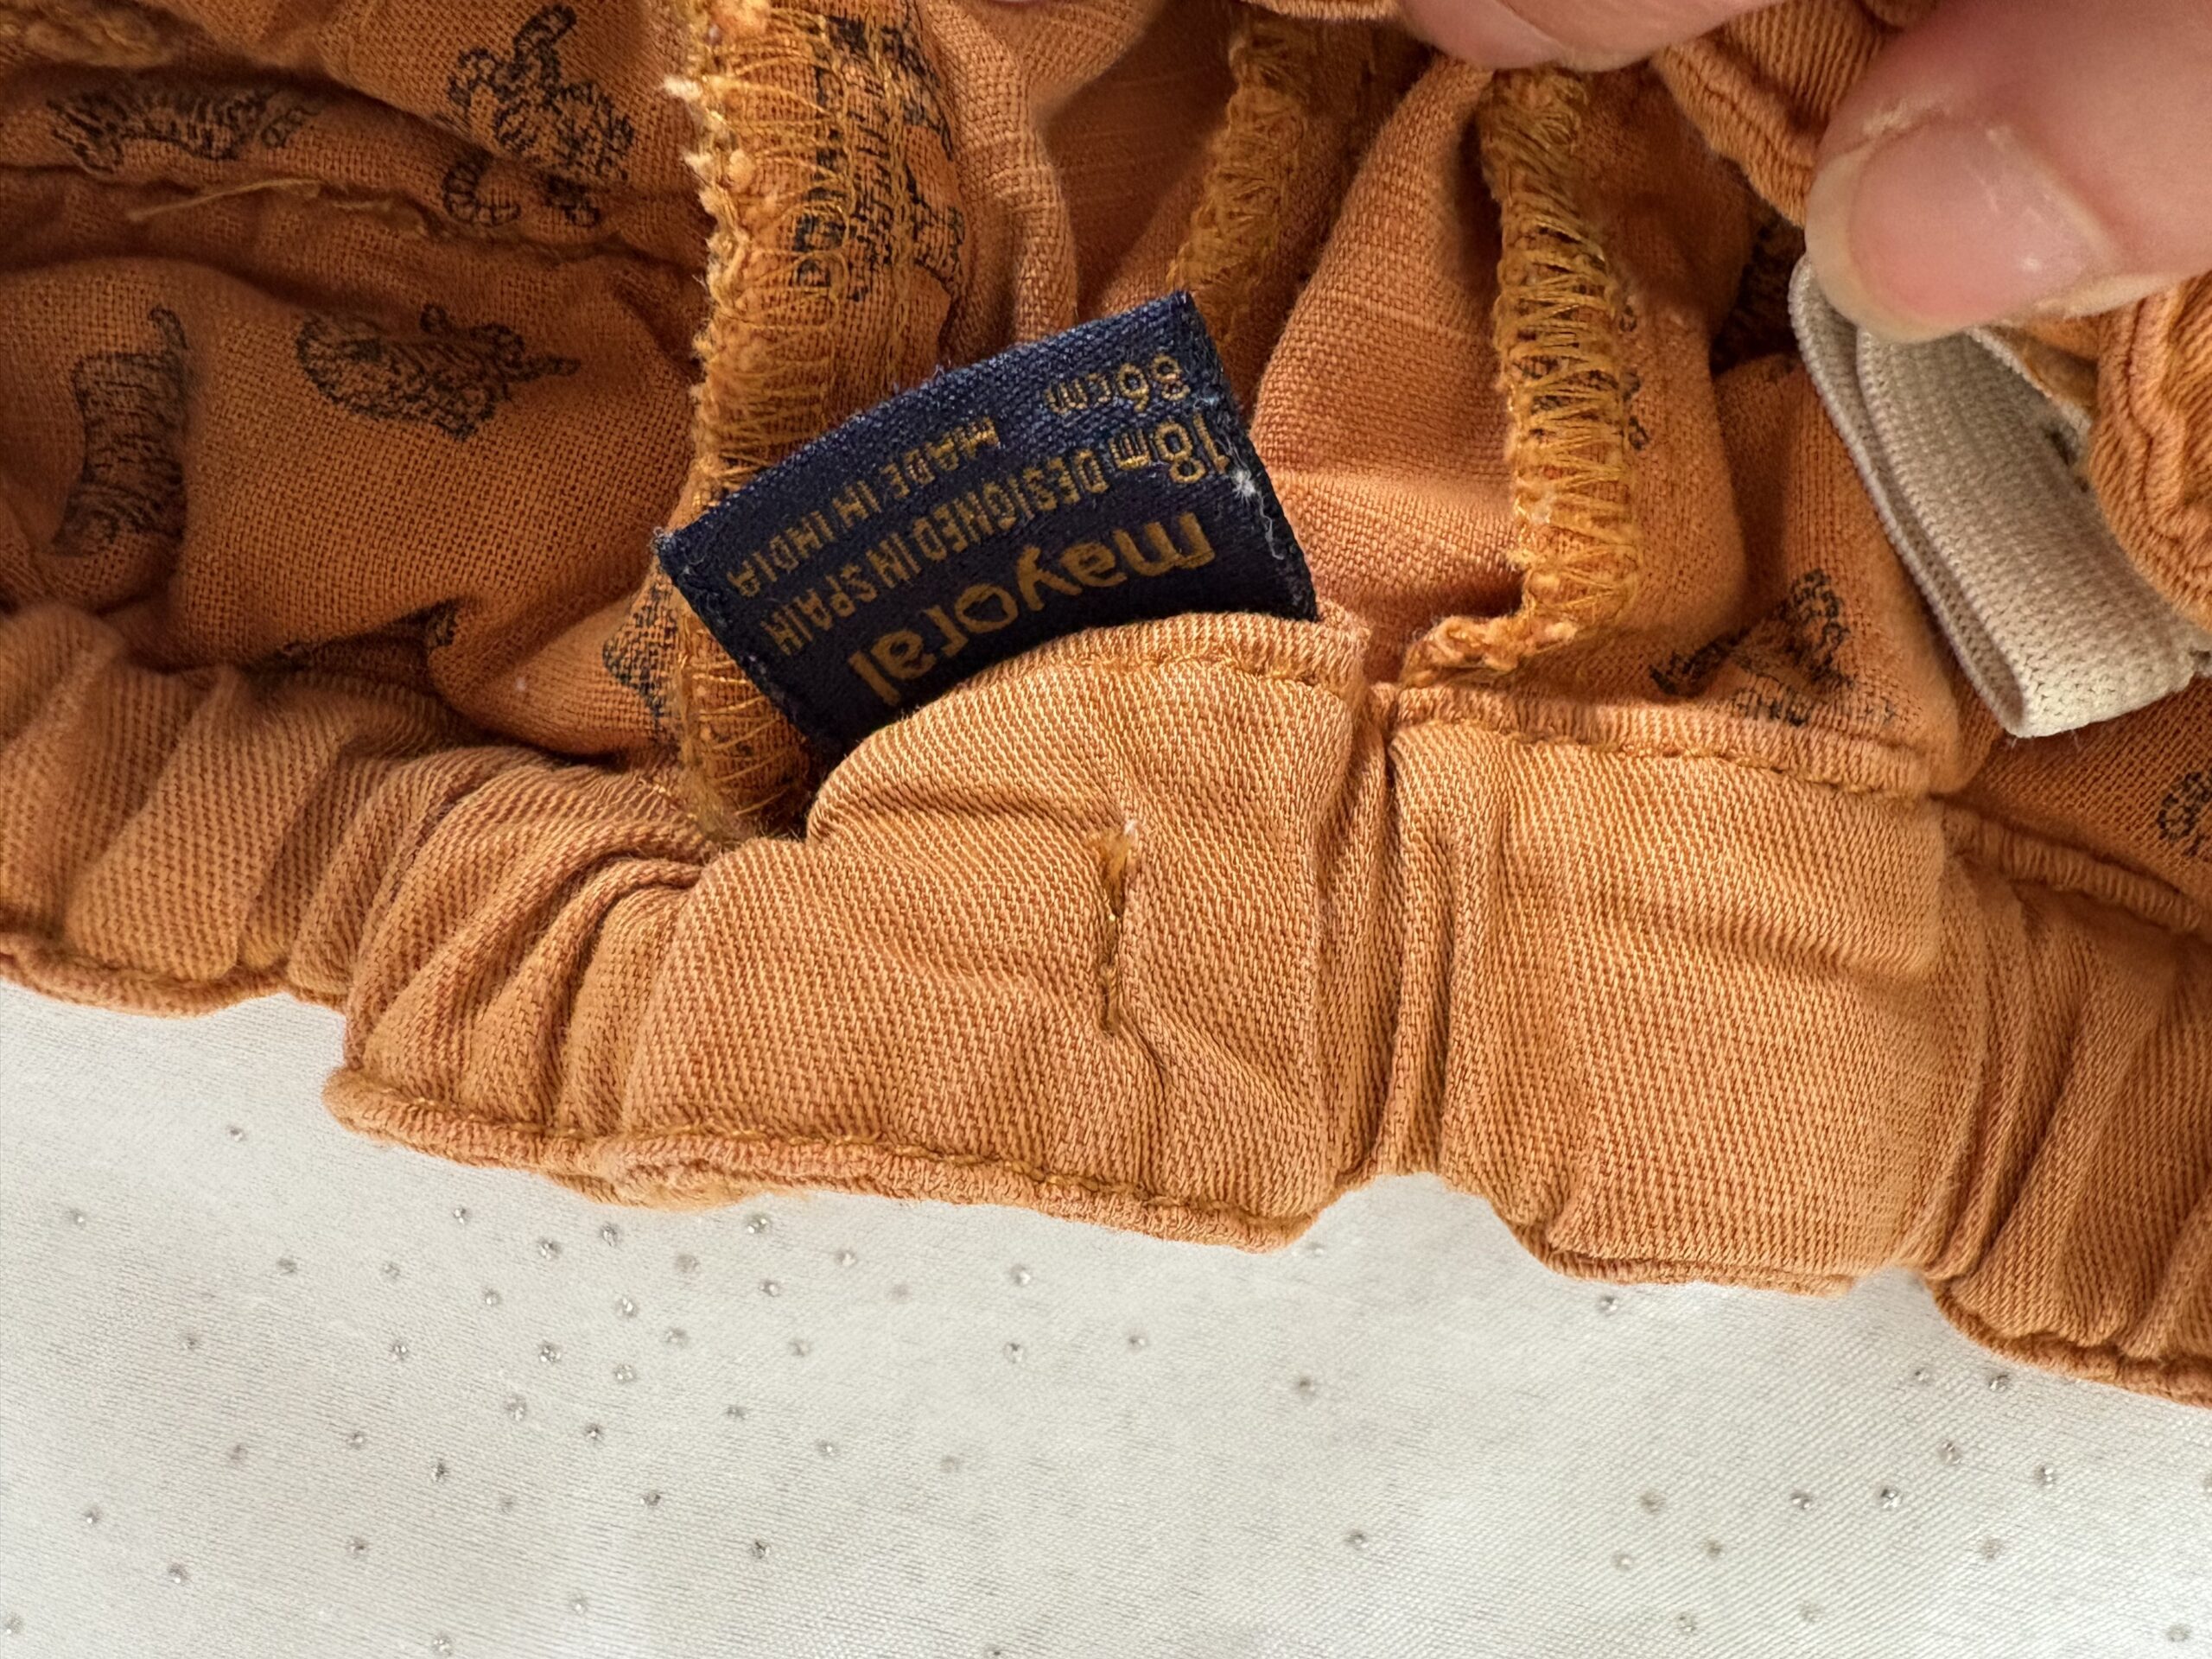 mayoral
18m DESIGNED IN SPAIN
86cm MADE IN INDIA